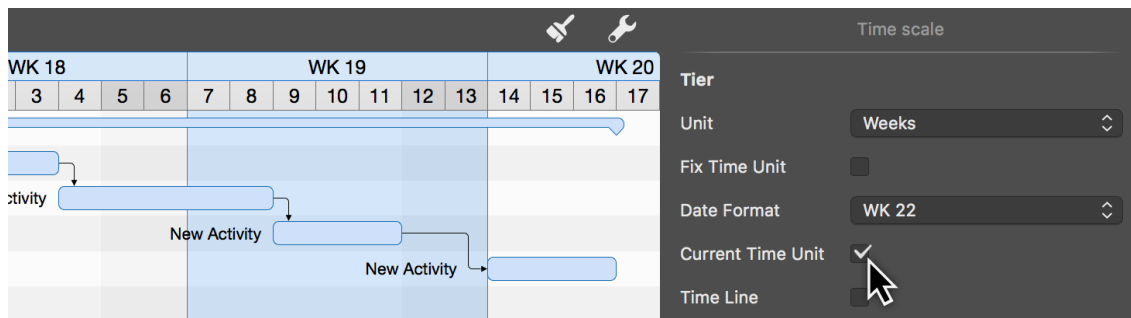 Time scale
WK 18 WK 19 WK 20
3 4 5 6 7 8 9 10 11 12 13 14 15 16 17
Tier
Unit Weeks
Fix Time Unit
ctivity
Date Format WK 22
New Activity
Current Time Unit
New Activity
Time Line